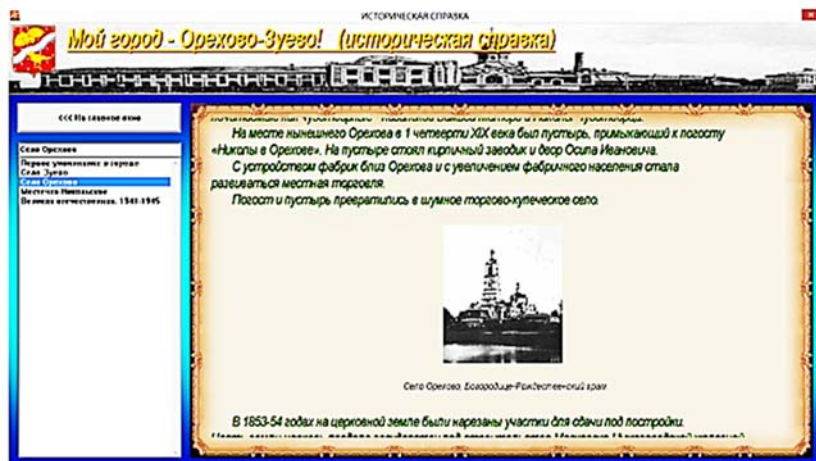 ИСТОРИЧЕСКАЯ СПРАВКА
Мой город - Орехово-Зуево! (историческая справка)
<<< На главное окно
Село Орехово
Первое упоминание о городе
Село Зуево
Село Орехово
Местечко Никольское
Великая отечественная. 1941-1945
На месте нынешнего Орехова в 1 четверти XIX века был пустырь, примыкающий к погосту
«Николы в Орехове». На пустыре стоял кирпичный заводик и двор Осипа Ивановича.
С устройством фабрик близ Орехова и с увеличением фабричного населения стала
развиваться местная торговля.
Погост и пустырь превратились в шумное торгово-купеческое село.
Село Орехово, Богородице-Рождественский храм
В 1853-54 годах на церковной земле были нарезаны участки для сдачи под постройки.